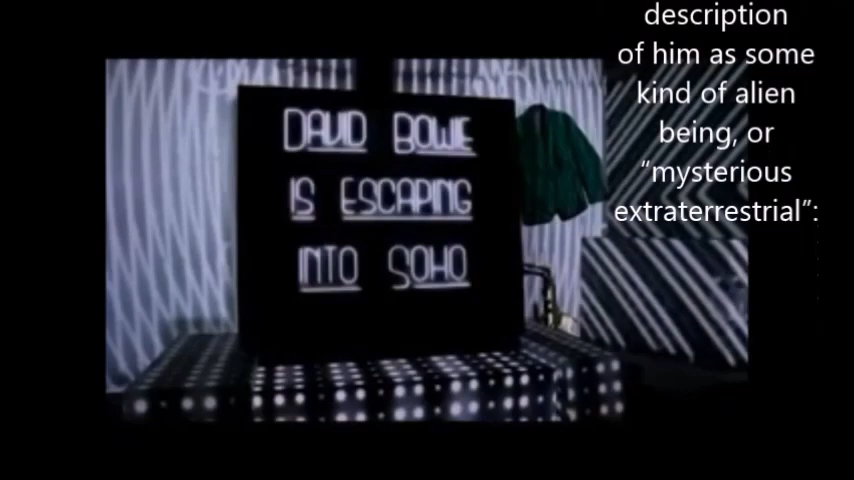 DAVID BOWIE
IS ESCAPING
INTO SOHO
description
of him as some
kind of alien
being, or
“mysterious
extraterrestrial”: